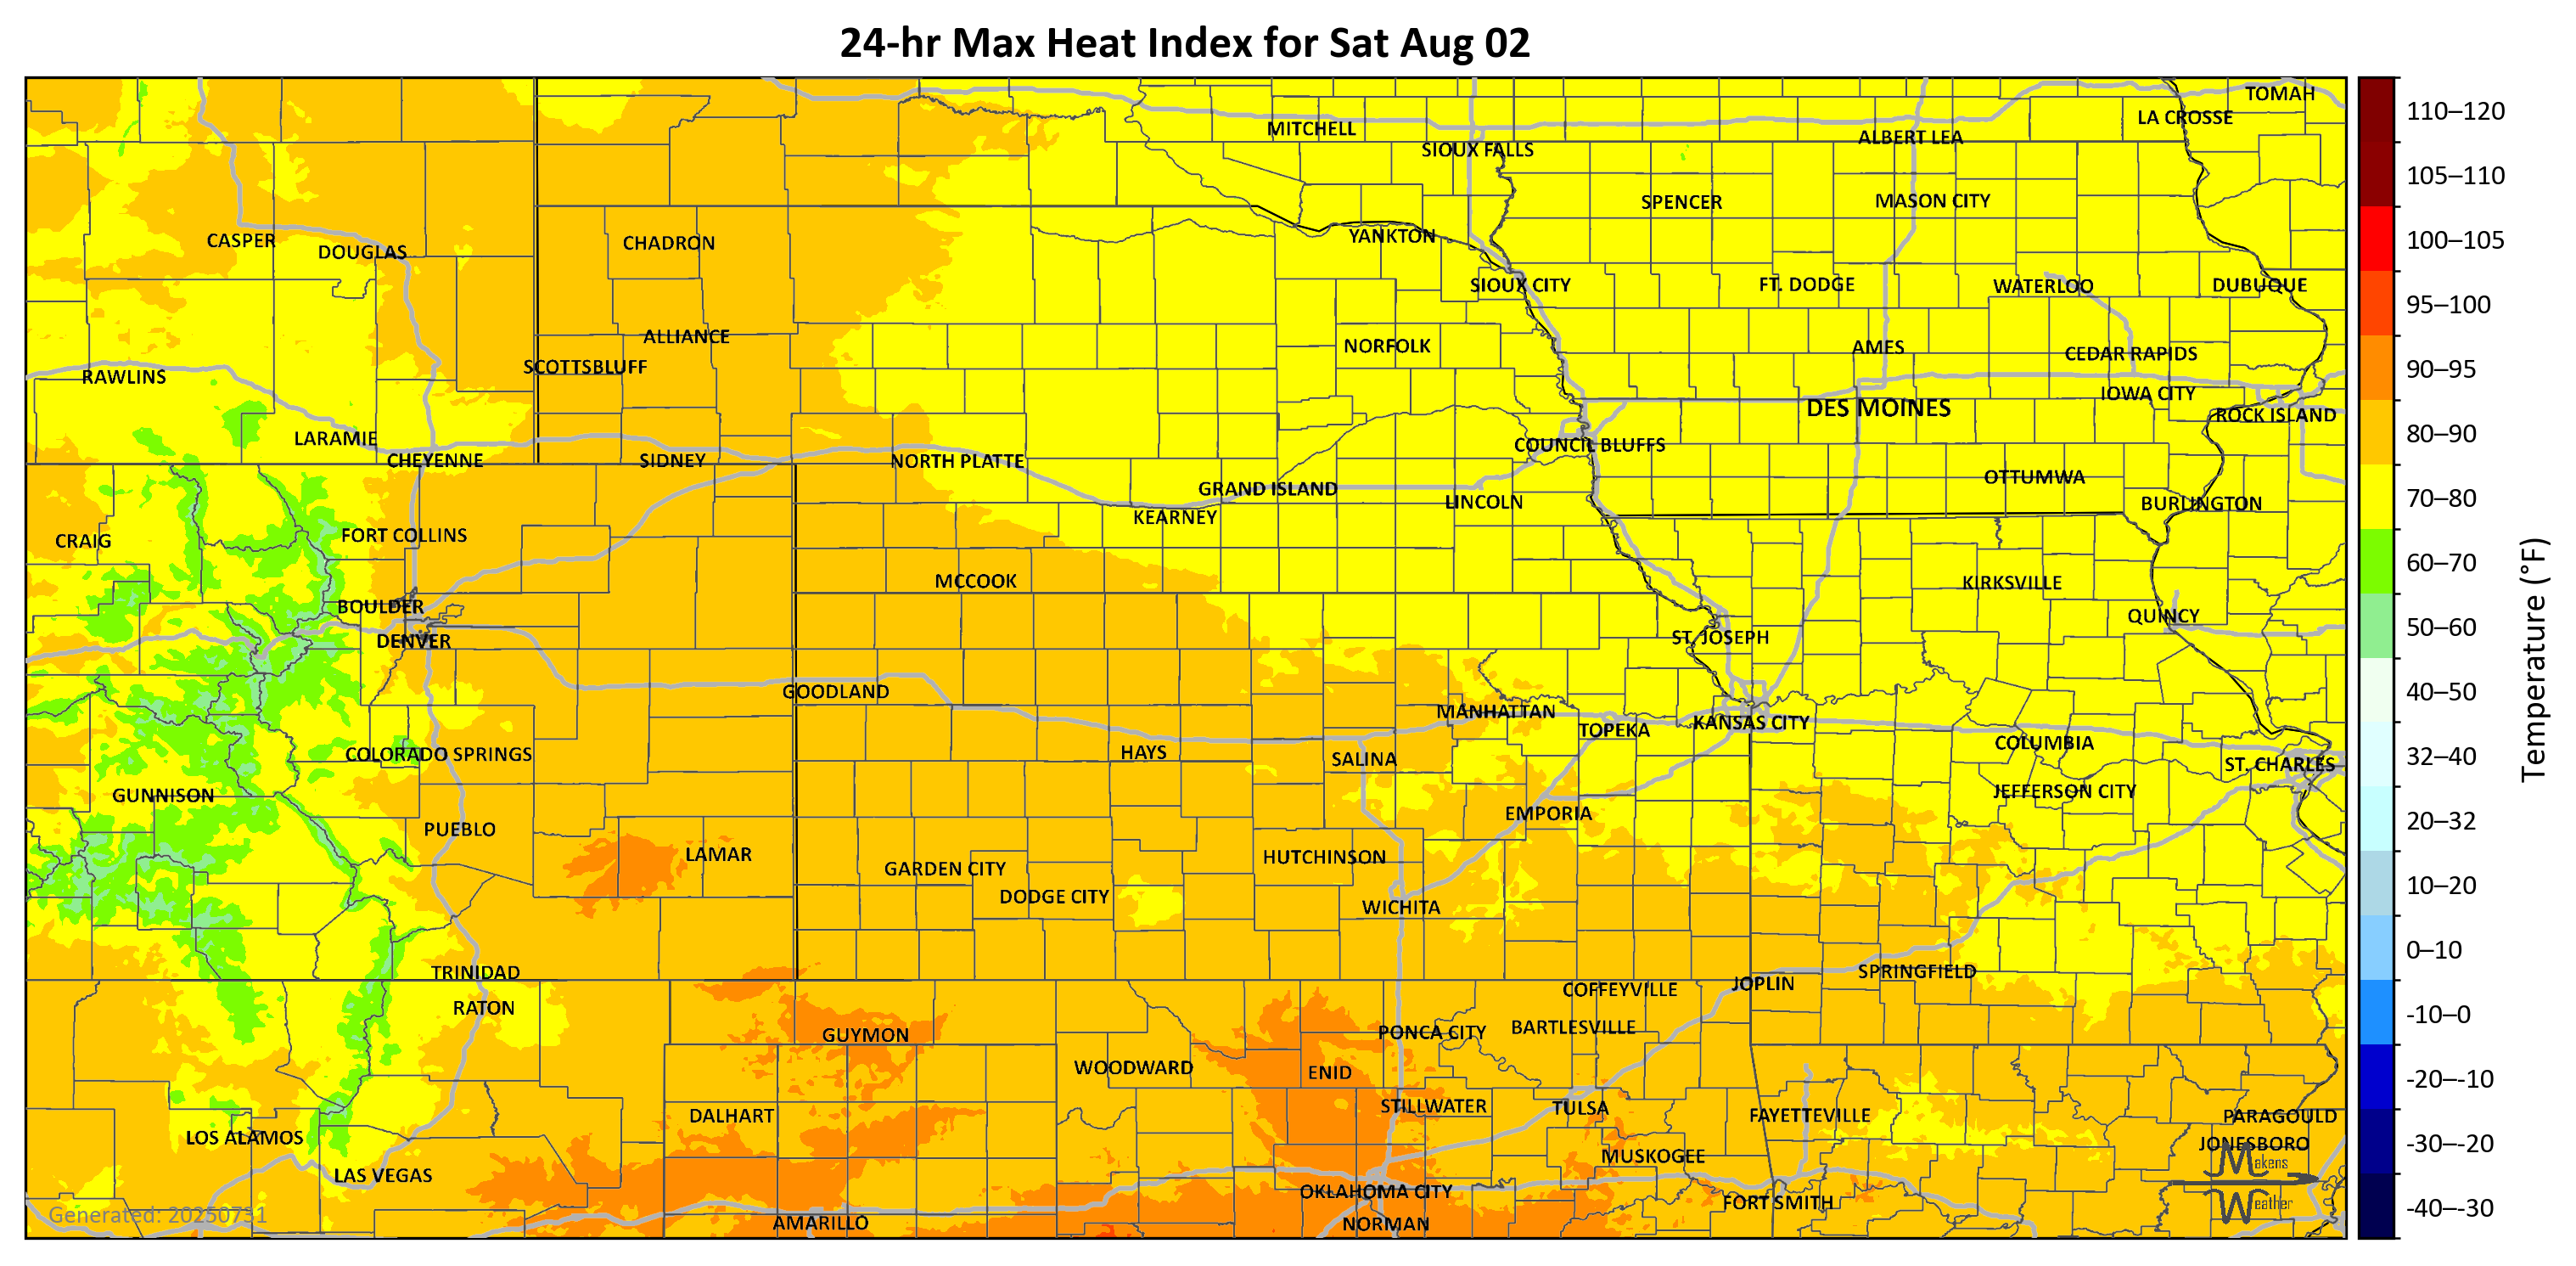 24-hr Max Heat Index for Sat Aug 02
TOMAH
LA CROSSE
MITCHELL
ALBERT LEA
SIOUX FALLS
SPENCER
MASON CITY
YANKTON
CASPER
DOUGLAS
CHADRON
SIOUX CITY
FT. DODGE
WATERLOO
DUBUQUE
ALLIANCE
NORFOLK
AMES
CEDAR RAPIDS
SCOTTSBLUFF
RAWLINS
IOWA CITY
DES MOINES
ROCK ISLAND
LARAMIE
COUNCIL BLUFFS
CHEYENNE
SIDNEY
NORTH PLATTE
OTTUMWA
GRAND ISLAND
LINCOLN
BURLINGTON
KEARNEY
CRAIG
FORT COLLINS
MCCOOK
KIRKSVILLE
BOULDER
QUINCY
DENVER
ST. JOSEPH
GOODLAND
MANHATTAN
TOPEKA
KANSAS CITY
COLUMBIA
COLORADO SPRINGS
HAYS
SALINA
ST. CHARLES
GUNNISON
JEFFERSON CITY
EMPORIA
PUEBLO
LAMAR
HUTCHINSON
GARDEN CITY
DODGE CITY
WICHITA
TRINIDAD
SPRINGFIELD
JOPLIN
COFFEYVILLE
RATON
GUYMON
PONCA CITY
BARTLESVILLE
WOODWARD
ENID
DALHART
STILLWATER
TULSA
FAYETTEVILLE
PARAGOULD
LOS ALAMOS
JONESBORO
MUSKOGEE
LAS VEGAS
OKLAHOMA CITY
FORT SMITH
AMARILLO
NORMAN
Generated: 20250731
Makens
Weather
110–120
105–110
100–105
95–100
90–95
80–90
70–80
60–70
50–60
40–50
32–40
20–32
10–20
0–10
-10–0
-20–-10
-30–-20
-40–-30
Temperature (°F)